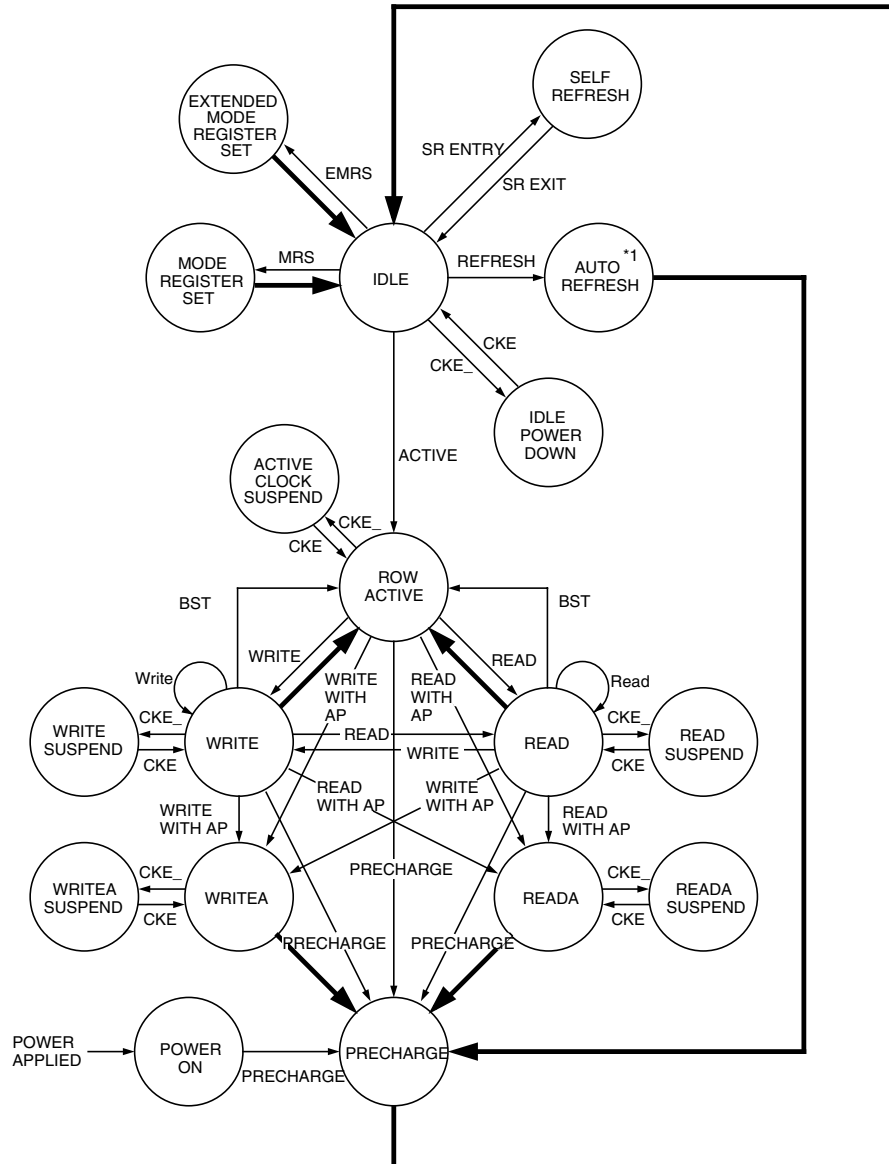 SELF
REFRESH
EXTENDED
MODE
REGISTER
SET
SR ENTRY
EMRS
SR EXIT
MODE
REGISTER
SET
MRS
IDLE
REFRESH
AUTO *1
REFRESH
CKE
CKE_
IDLE
POWER
DOWN
ACTIVE
ACTIVE
CLOCK
SUSPEND
CKE_
CKE
ROW
ACTIVE
BST
BST
WRITE
READ
Write
WRITE
WITH
AP
READ
WITH
AP
Read
WRITE
SUSPEND
CKE_
CKE
WRITE
READ
WRITE
READ
CKE_
CKE
READ
SUSPEND
WRITE
WITH AP
READ
WITH AP
WRITE
WITH AP
READ
WITH AP
WRITEA
SUSPEND
CKE_
CKE
WRITEA
PRECHARGE
READA
CKE_
CKE
READA
SUSPEND
PRECHARGE
PRECHARGE
POWER
APPLIED
POWER
ON
PRECHARGE
PRECHARGE